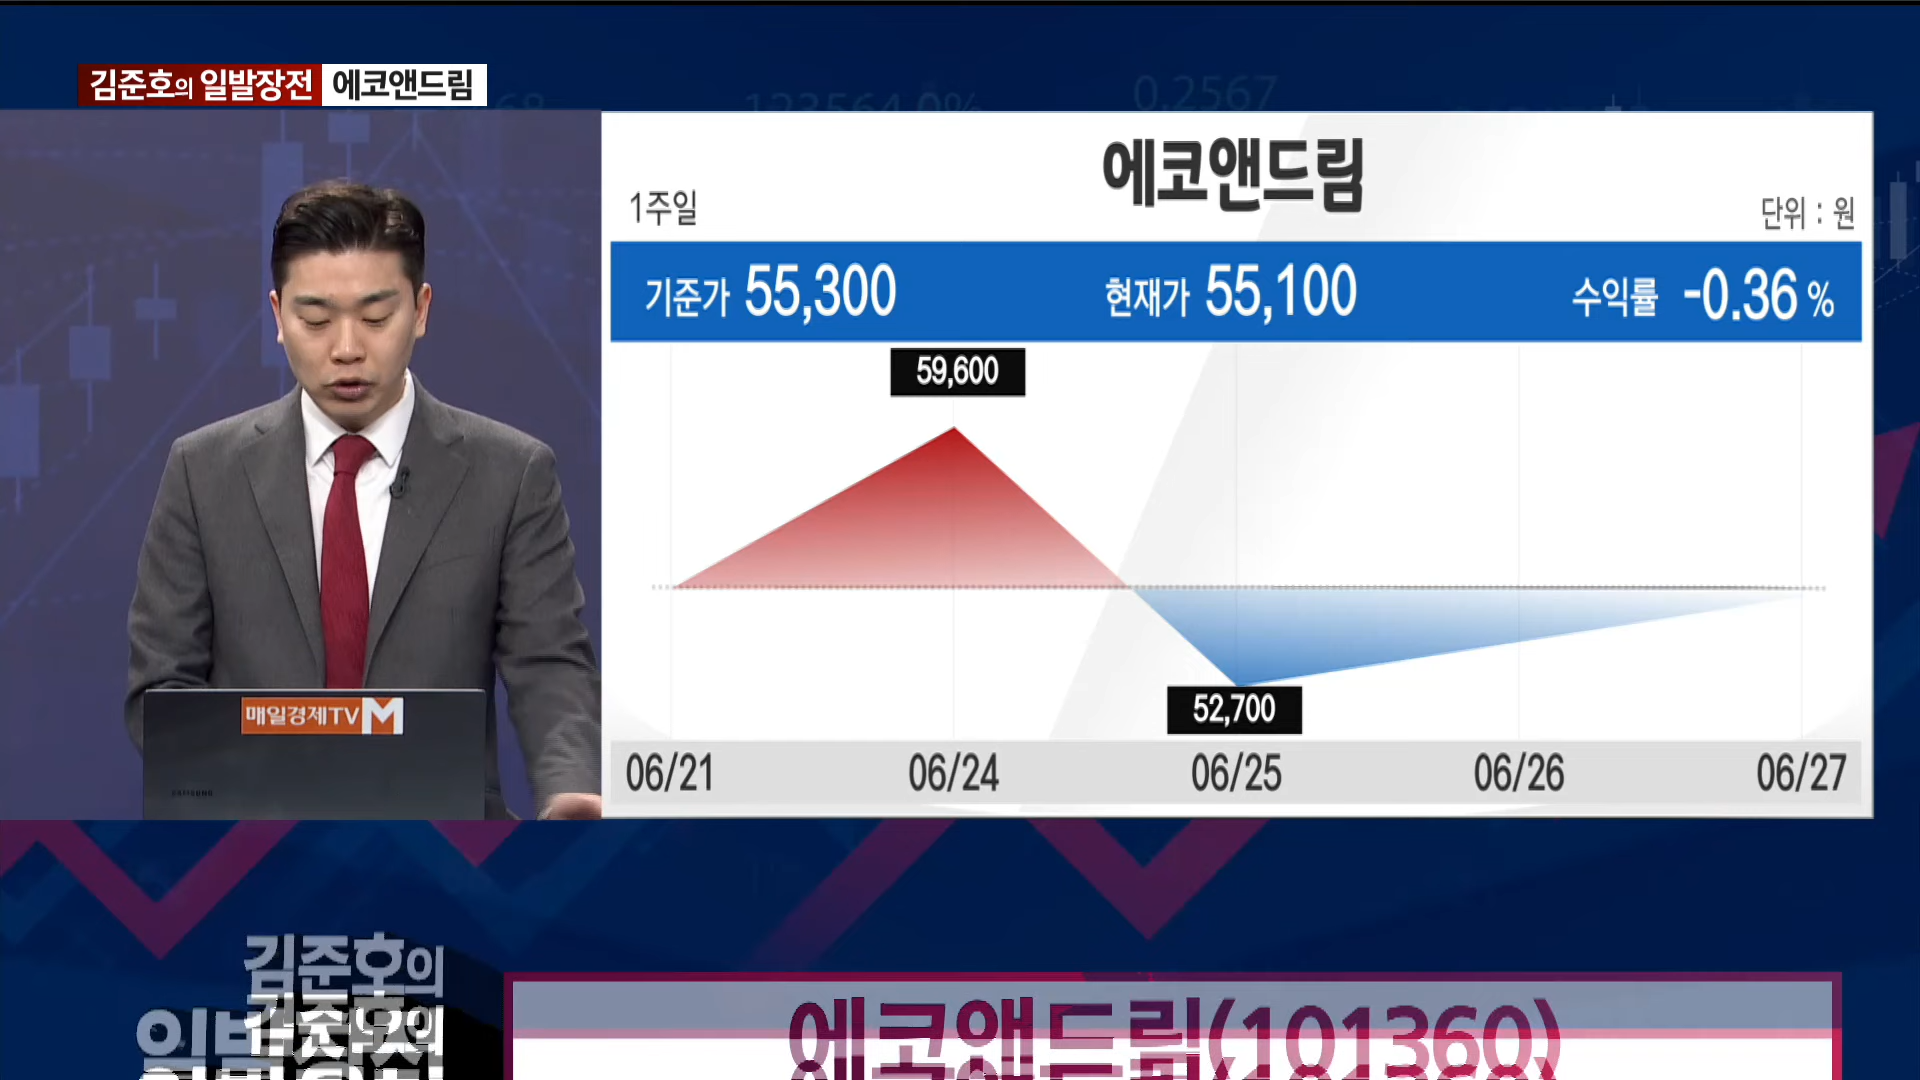 김준호의 일발장전 에코앤드림
0.2567
에코앤드림
1주일
단위 : 원
기준가 55,300 현재가 55,100 수익률 -0.36 %
59,600
52,700
06/21 06/24 06/25 06/26 06/27
매일경제TV M
SAMSUNG
김준호의
에코앤드림(101360)